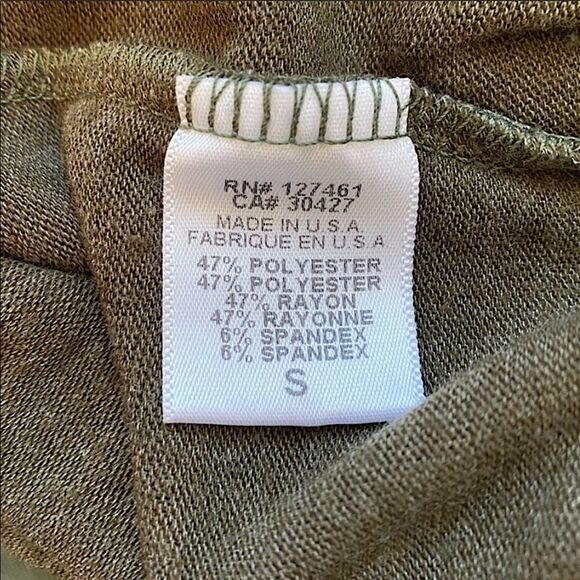 RN# 127461
CA# 30427
MADE IN U.S.A
FABRIQUE EN U.S.A
47% POLYESTER
47% POLYESTER
47% RAYON
47% RAYONNE
6% SPANDEX
6% SPANDEX
S